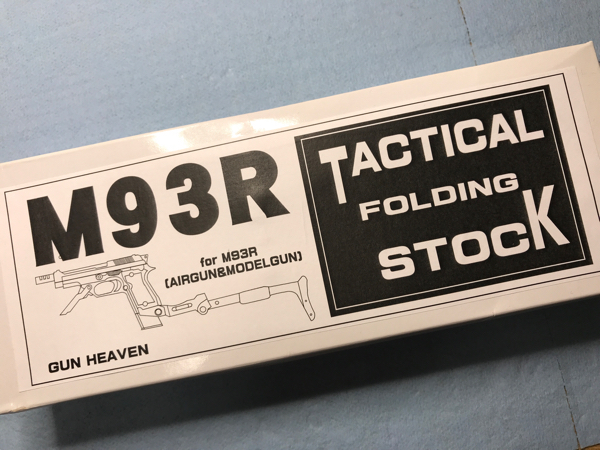 M93R
for M93R
(AIRGUN&MODELGUN)
GUN HEAVEN
TACTICAL
FOLDING
STOCK